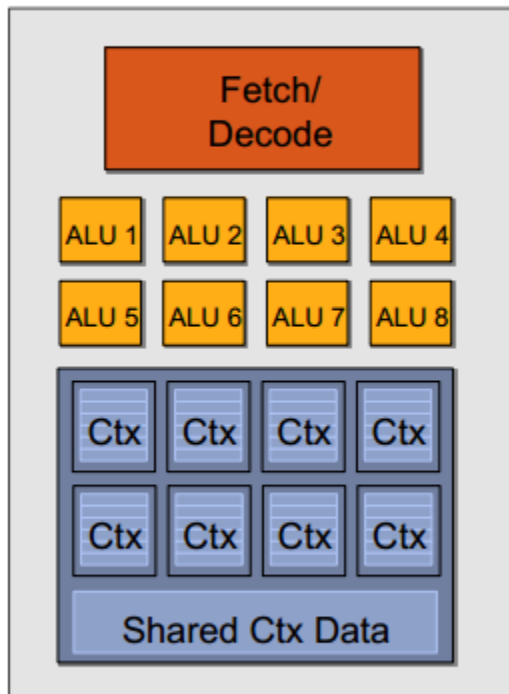 Fetch/
Decode
ALU 1 ALU 2 ALU 3 ALU 4
ALU 5 ALU 6 ALU 7 ALU 8
Ctx Ctx Ctx Ctx
Ctx Ctx Ctx Ctx
Shared Ctx Data